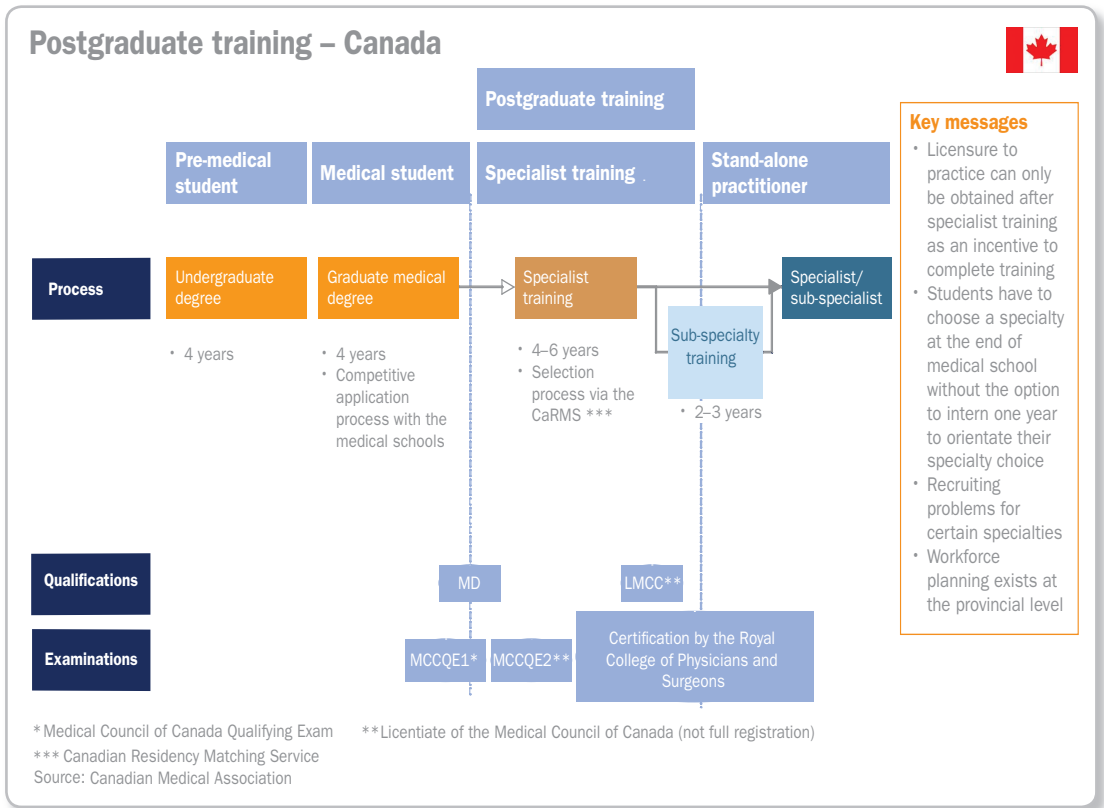 Postgraduate training – Canada
Postgraduate training
Pre-medical
student
Medical student
Specialist training .
Stand-alone
practitioner
Process
Undergraduate
degree
Graduate medical
degree
Specialist
training
Sub-specialty
training
Specialist/
sub-specialist
• 4 years
• 4 years
• Competitive
application
process with the
medical schools
• 4–6 years
• Selection
process via the
CaRMS ***
• 2–3 years
Qualifications
MD
LMCC**
Examinations
MCCQE1*
MCCQE2**
Certification by the Royal
College of Physicians and
Surgeons
Key messages
• Licensure to
practice can only
be obtained after
specialist training
as an incentive to
complete training
• Students have to
choose a specialty
at the end of
medical school
without the option
to intern one year
to orientate their
specialty choice
• Recruiting
problems for
certain specialties
• Workforce
planning exists at
the provincial level
* Medical Council of Canada Qualifying Exam
**Licentiate of the Medical Council of Canada (not full registration)
*** Canadian Residency Matching Service
Source: Canadian Medical Association